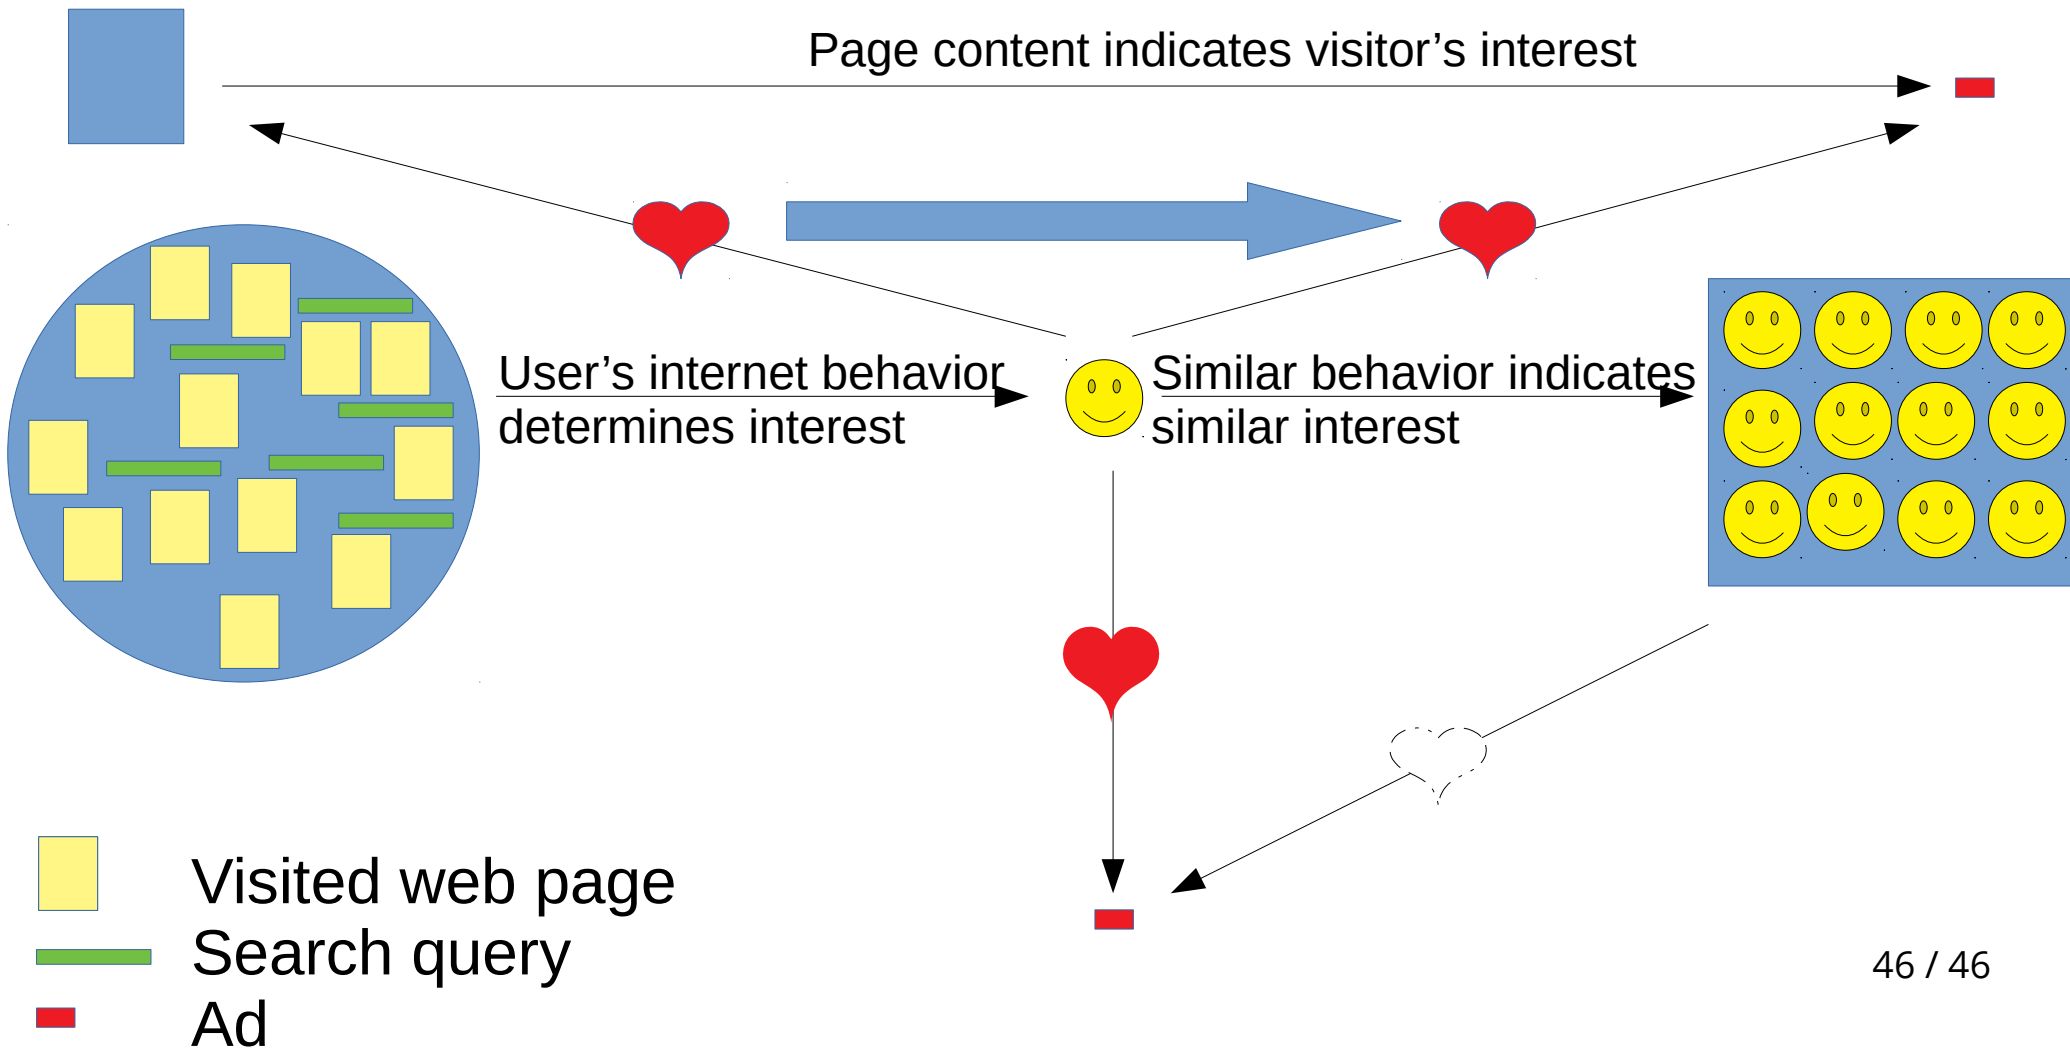 Page content indicates visitor’s interest
User’s internet behavior
determines interest
Similar behavior indicates
similar interest
Visited web page
Search query
Ad
46 / 46